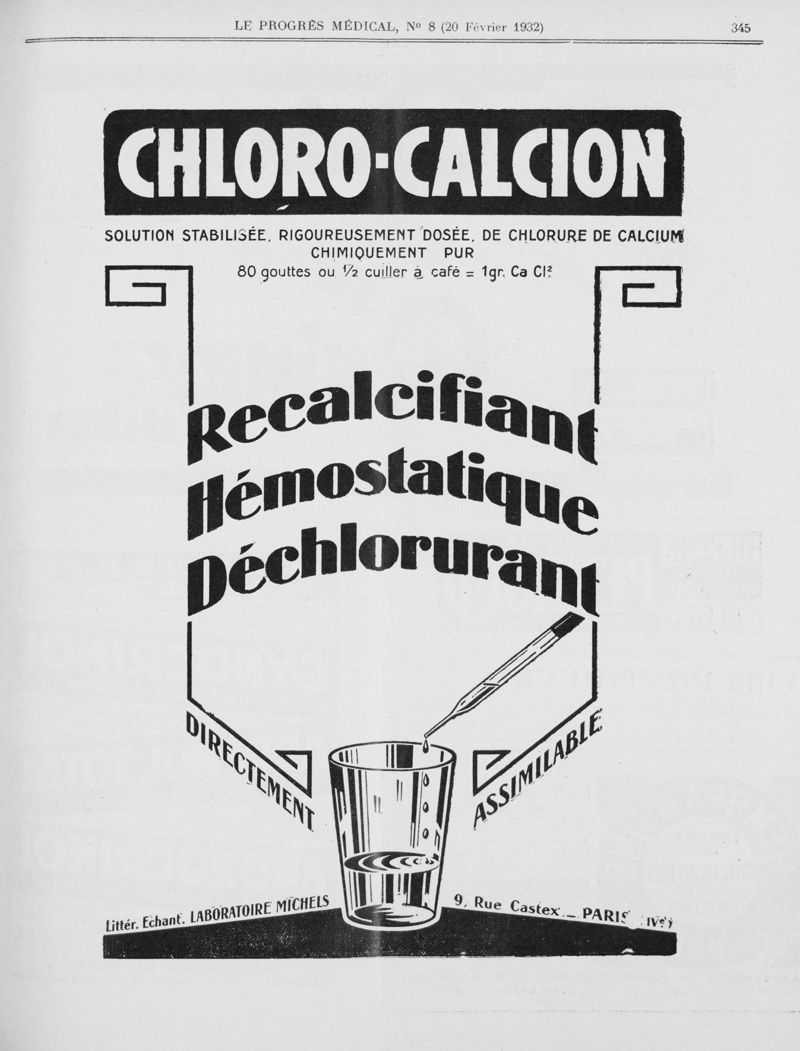 LE PROGRÈS MÉDICAL, Nº 8 (20 Février 1932)
345
CHLORO-CALCION
SOLUTION STABILISÉE, RIGOUREUSEMENT DOSÉE, DE CHLORURE DE CALCIUM
CHIMIQUEMENT PUR
80 gouttes ou ½ cuiller à café = 1gr. Ca Cl²
Recalcifiant
Hémostatique
Déchlorurant
DIRECTEMENT
ASSIMILABLE
Littér. Echant. LABORATOIRE MICHELS
9, Rue Castex _ PARIS (IVe)